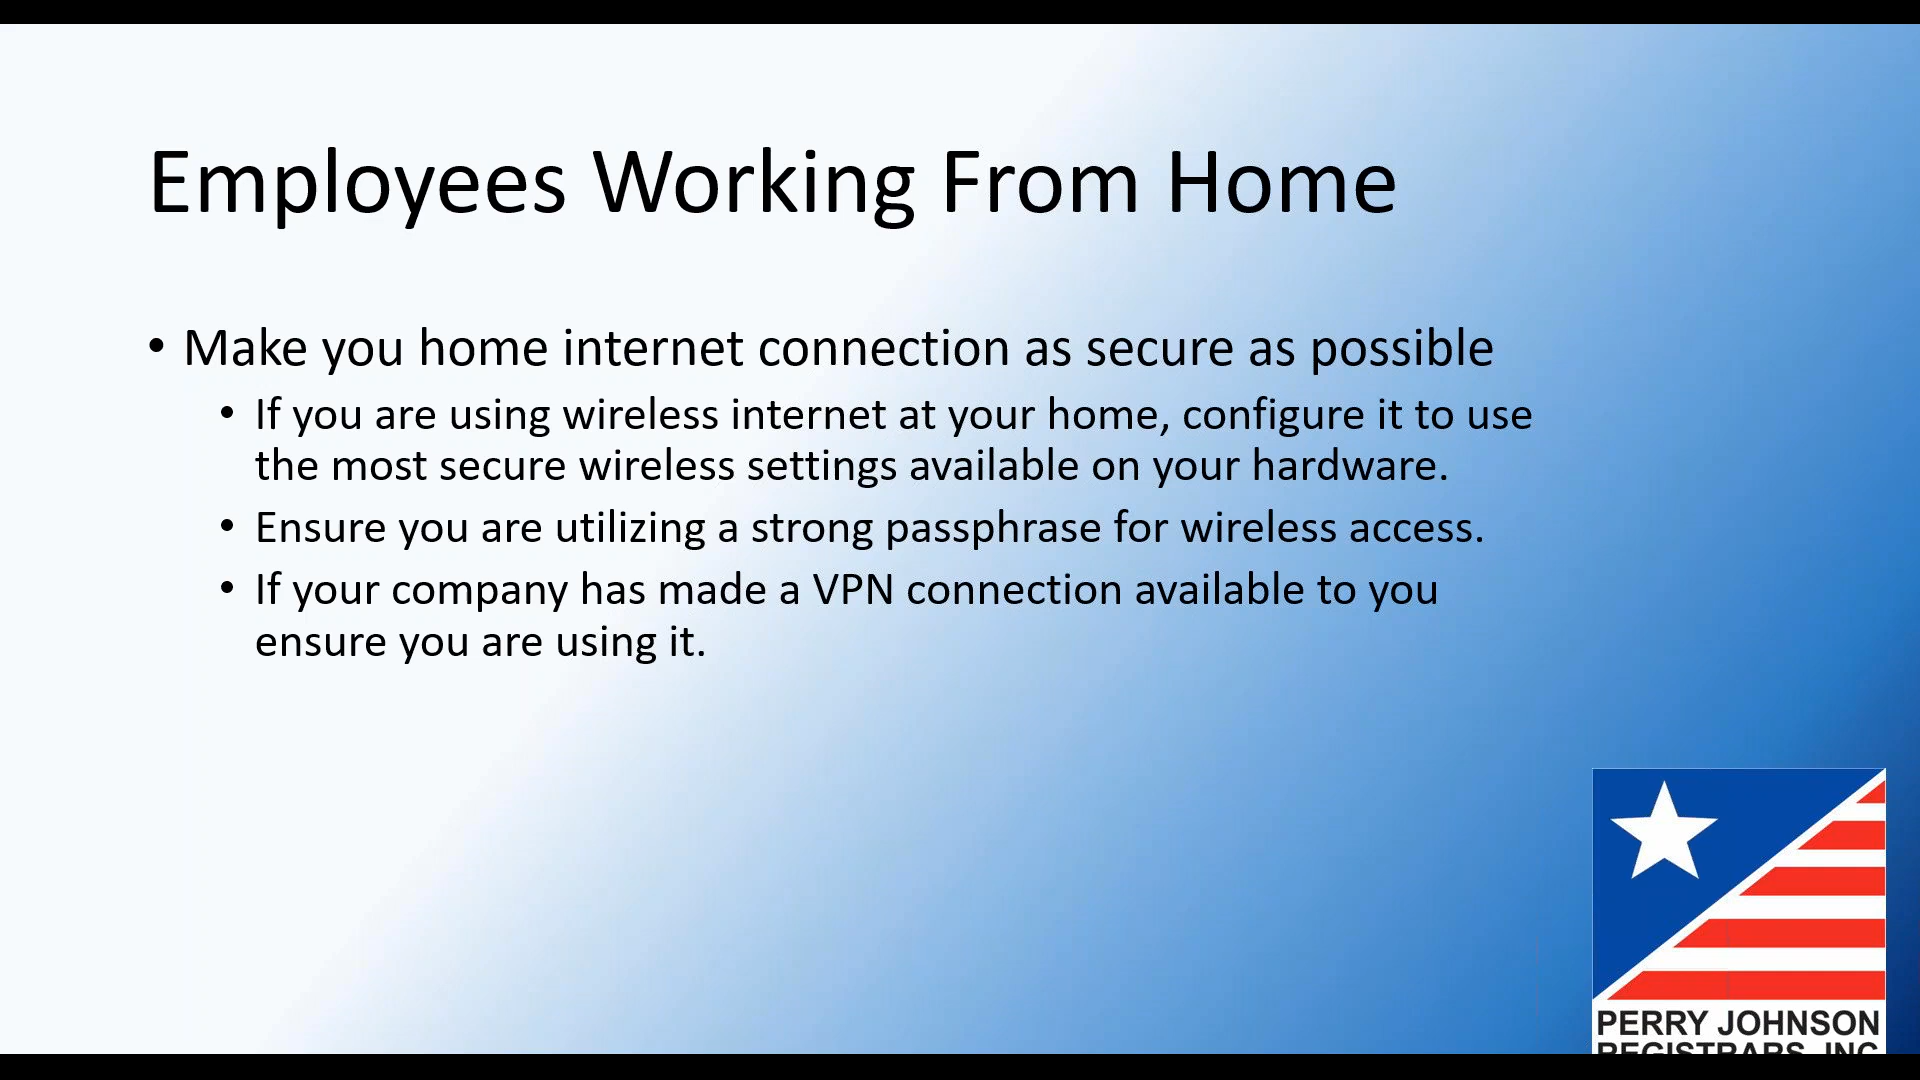 Employees Working From Home
• Make you home internet connection as secure as possible
• If you are using wireless internet at your home, configure it to use
the most secure wireless settings available on your hardware.
• Ensure you are utilizing a strong passphrase for wireless access.
• If your company has made a VPN connection available to you
ensure you are using it.
PERRY JOHNSON
REGISTRARS, INC